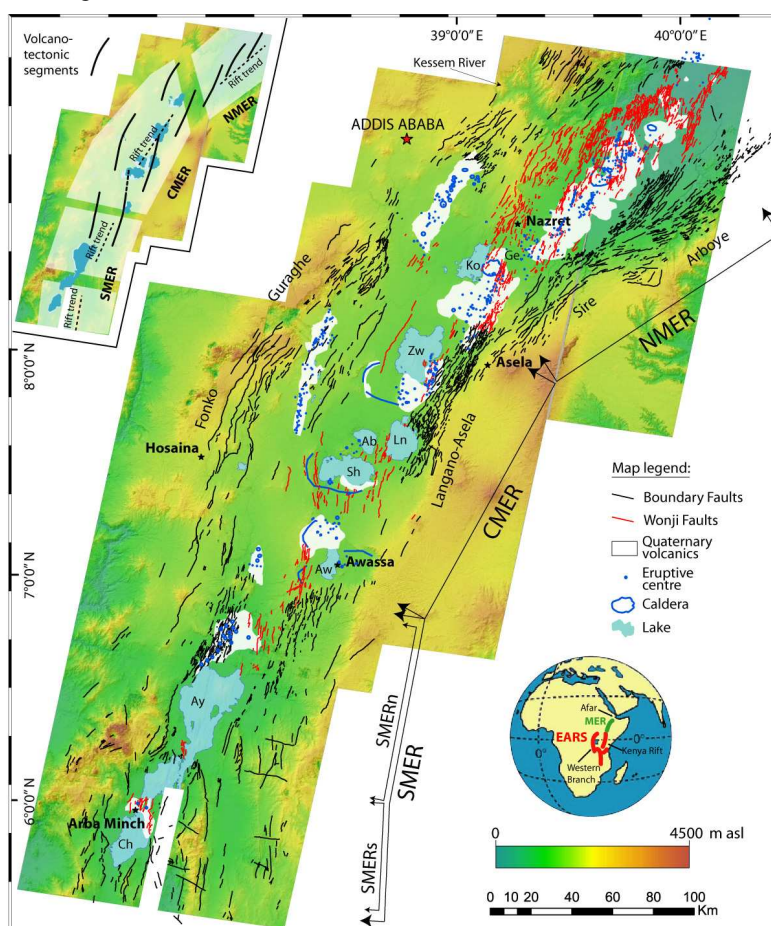 39°0'0" E
40°0'0" E
Volcano-
tectonic
segments
Rift trend
NMER
Rift trend
CMER
Rift trend
SMER
Rift trend
Kessem River
ADDIS ABABA
Nazret
Ko
Ge
Guraghe
Arboye
Sire
NMER
Zw
Asela
8°0'0" N
Fonko
Hosaina
Ab
Ln
Sh
Langano-Asela
CMER
Map legend:
Boundary Faults
Wonji Faults
Quaternary
volcanics
Eruptive
centre
Caldera
Lake
7°0'0" N
Aw
Awassa
Ay
SMERn
SMER
Afar
MER
EARS
0°
0°
Kenya Rift
Western
Branch
6°0'0" N
Arba Minch
Ch
SMERs
0
4500 m asl
0 10 20 40 60 80 100
Km